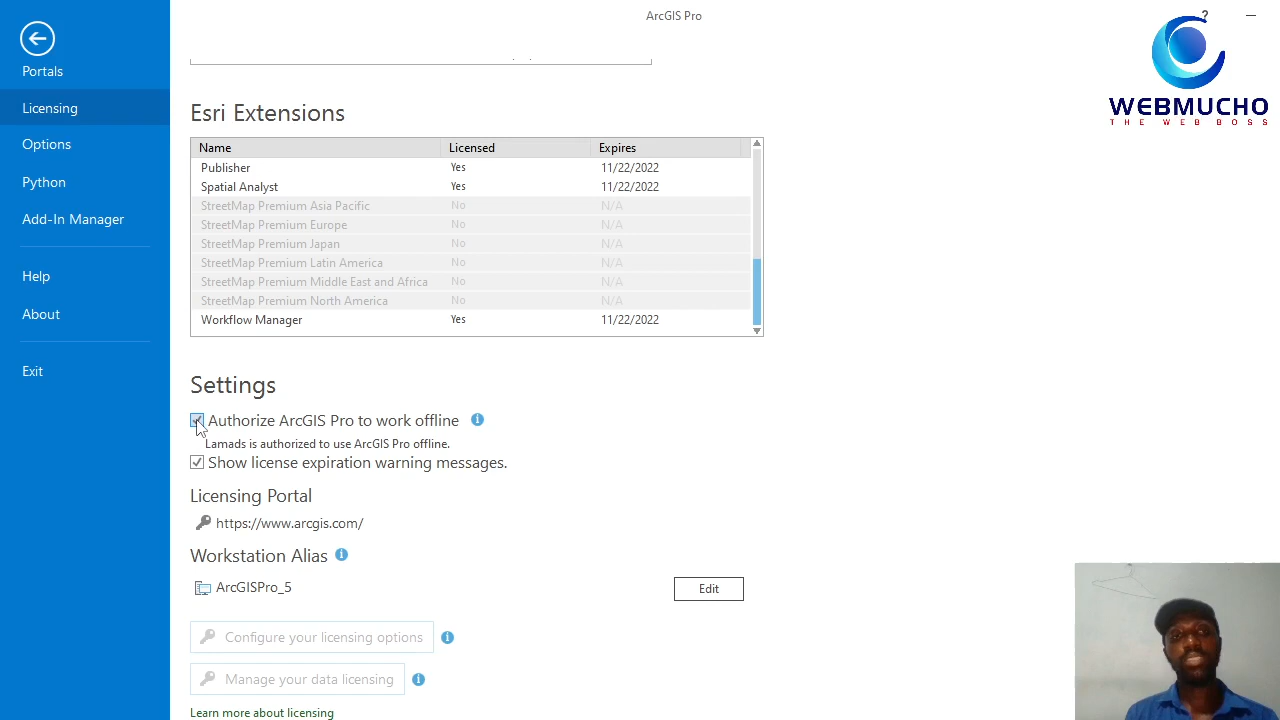 ArcGIS Pro
?
Portals
Licensing
Options
Python
Add-In Manager
Help
About
Exit
WEBMUCHO
THE WEB BOSS
Esri Extensions
Name Licensed Expires
Publisher Yes 11/22/2022
Spatial Analyst Yes 11/22/2022
StreetMap Premium Asia Pacific No N/A
StreetMap Premium Europe No N/A
StreetMap Premium Japan No N/A
StreetMap Premium Latin America No N/A
StreetMap Premium Middle East and Africa No N/A
StreetMap Premium North America No N/A
Workflow Manager Yes 11/22/2022
Settings
Authorize ArcGIS Pro to work offline
Lamads is authorized to use ArcGIS Pro offline.
Show license expiration warning messages.
Licensing Portal
https://www.arcgis.com/
Workstation Alias
ArcGISPro_5
Edit
Configure your licensing options
Manage your data licensing
Learn more about licensing